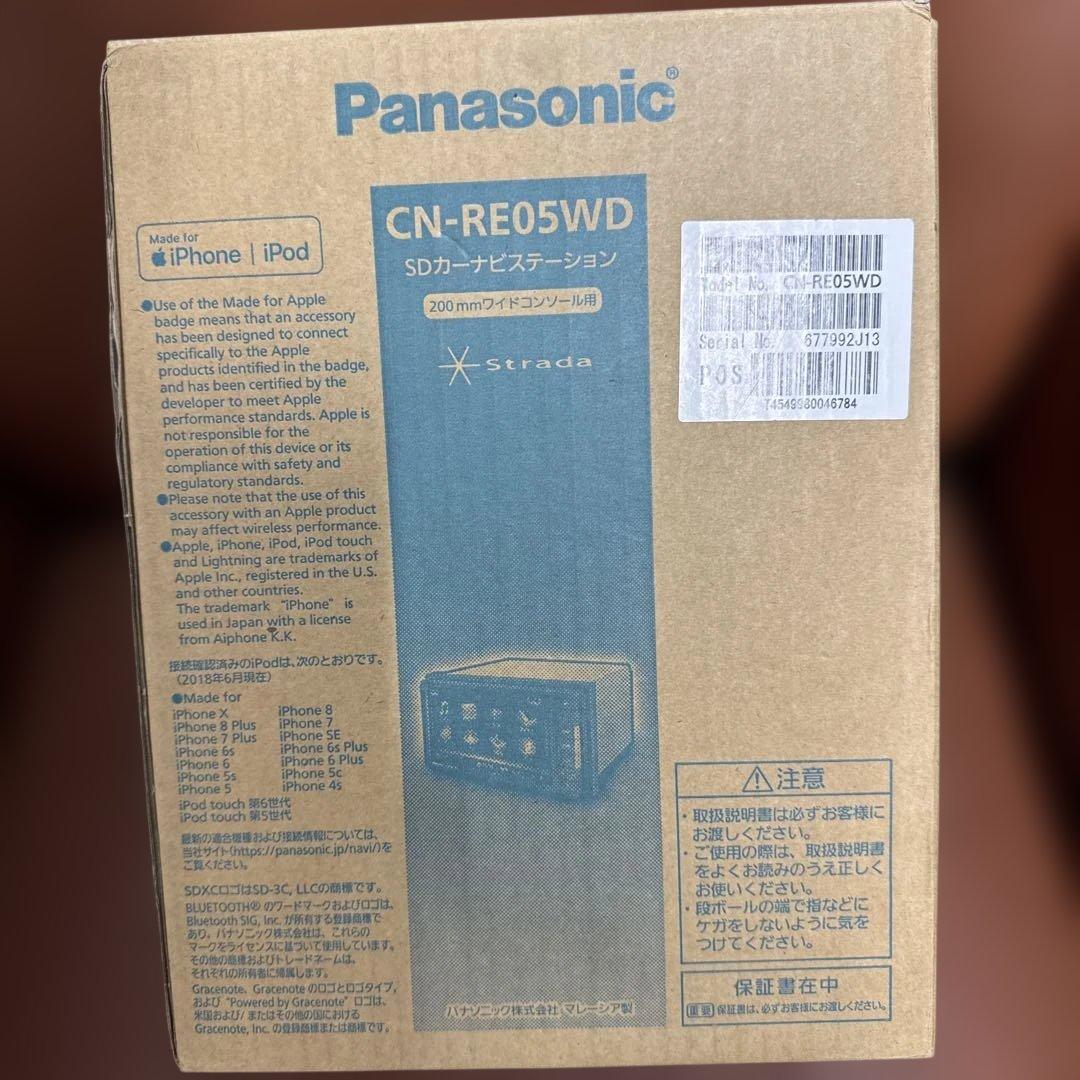 Panasonic®
CN-RE05WD
SDカーナビステーション
200mmワイドコンソール用
Strada
Made for
iPhone | iPod
●Use of the Made for Apple
badge means that an accessory
has been designed to connect
specifically to the Apple
products identified in the badge,
and has been certified by the
developer to meet Apple
performance standards. Apple is
not responsible for the
operation of this device or its
compliance with safety and
regulatory standards.
●Please note that the use of this
accessory with an Apple product
may affect wireless performance.
●Apple, iPhone, iPod, iPod touch
and Lightning are trademarks of
Apple Inc., registered in the U.S.
and other countries.
The trademark "iPhone" is
used in Japan with a license
from Aiphone K.K.
接続確認済みのiPodは、次のとおりです。
（2018年6月現在）
●Made for
iPhone X iPhone 8
iPhone 8 Plus iPhone 7
iPhone 7 Plus iPhone SE
iPhone 6s iPhone 6s Plus
iPhone 6 iPhone 6 Plus
iPhone 5s iPhone 5c
iPhone 5 iPhone 4s
iPod touch 第6世代
iPod touch 第5世代
最新の適合機種および接続情報については、
当社サイト(https://panasonic.jp/navi/)を
ご覧ください。
SDXCロゴはSD-3C, LLCの商標です。
BLUETOOTH® のワードマークおよびロゴは、
Bluetooth SIG, Inc. が所有する登録商標で
あり、パナソニック株式会社は、これらの
マークをライセンスに基づいて使用しています。
その他の商標およびトレードネームは、
それぞれの所有者に帰属します。
Gracenote、Gracenote のロゴとロゴタイプ、
および "Powered by Gracenote" ロゴは、
米国および/またはその他の国における
Gracenote, Inc. の登録商標または商標です。
パナソニック株式会社 マレーシア製
Model No. CN-RE05WD
Serial No. 677992J13
POS
T4549980046784
注意
・取扱説明書は必ずお客様に
お渡しください。
・ご使用の際は、取扱説明書
をよくお読みのうえ正しく
お使いください。
・段ボールの端で指などに
ケガをしないように気を
つけてください。
保証書在中
重要 保証書は、必ずお客様にお渡しください。